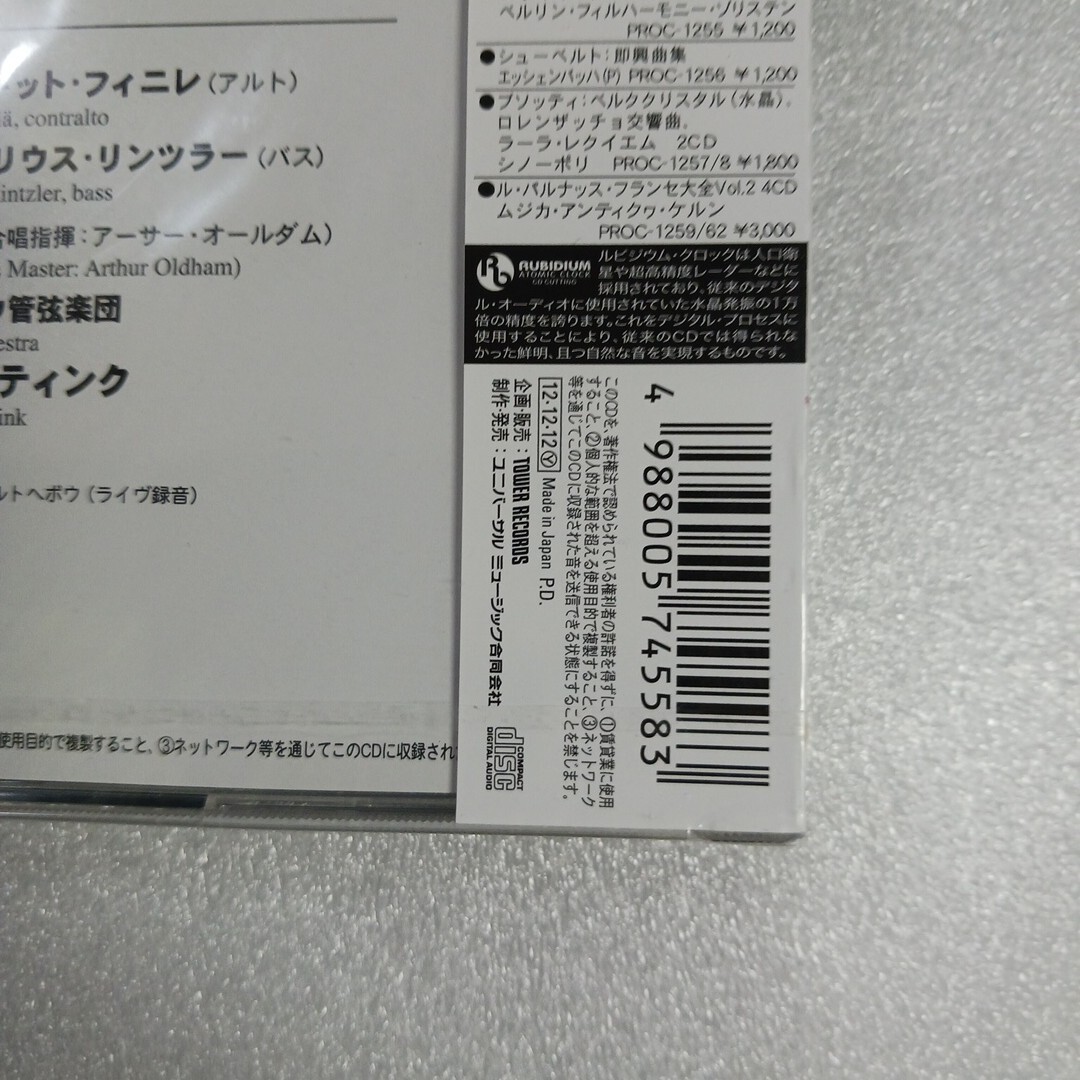 ット・フィニレ(アルト)
iä, contralto
リウス・リンツラー(バス)
intzler, bass
合唱指揮:アーサー・オールダム)
Master: Arthur Oldham)
管弦楽団
estra
ティンク
ink
ルトヘボウ(ライヴ録音)
使用目的で複製すること、③ネットワーク等を通じてこのCDに収録され
ベルリン・フィルハーモニー・ゾリステン
PROC-1255 ¥1,200
●シューベルト:即興曲集
エッシェンバッハ(P) PROC-1256 ¥1,200
●ブソッティ:ベルククリスタル(水晶)、
ロレンザッチョ交響曲、
ラーラ・レクイエム 2CD
シノーポリ PROC-1257/8 ¥1,800
●ル・パルナッス・フランセ大全Vol.2 4CD
ムジカ・アンティクヮ・ケルン
PROC-1259/62 ¥3,000
Rb RUBIDIUM
ATOMIC CLOCK
CD CUTTING
ルビジウム・クロックは人口衛
星や超高精度レーダーなどに
採用されており、従来のデジタ
ル・オーディオに使用されていた水晶発振の1万
倍の精度を誇ります。これをデジタル・プロセスに
使用することにより、従来のCDでは得られな
かった鮮明、且つ自然な音を実現するものです。
4 988005 745583
このCDを、著作権法で認められている権利者の許諾を得ずに、①賃貸業に使用
すること、②個人的な範囲を超える使用目的で複製すること、③ネットワーク
等を通じてこのCDに収録された音を送信できる状態にすることを禁じます。
12・12・12 Ⓨ Made in Japan P.D.
企画・販売:TOWER RECORDS
制作・発売:ユニバーサル ミュージック合同会社
COMPACT
disc
DIGITAL AUDIO